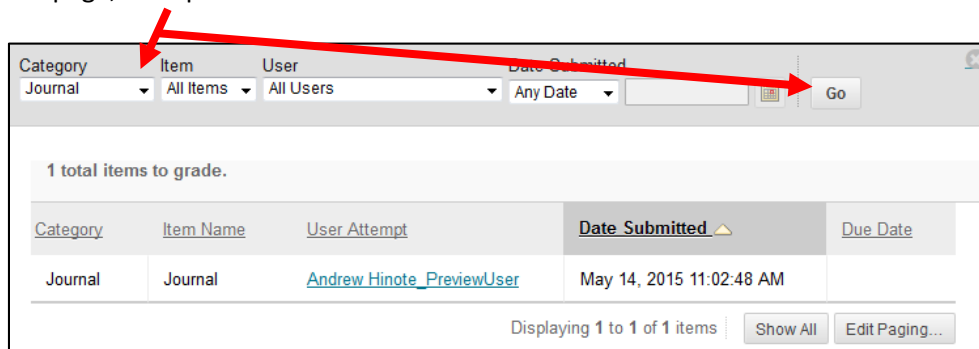 Category Item User Date Submitted
Journal All Items All Users Any Date Go
1 total items to grade.
Category Item Name User Attempt Date Submitted Due Date
Journal Journal Andrew Hinote_PreviewUser May 14, 2015 11:02:48 AM
Displaying 1 to 1 of 1 items Show All Edit Paging...